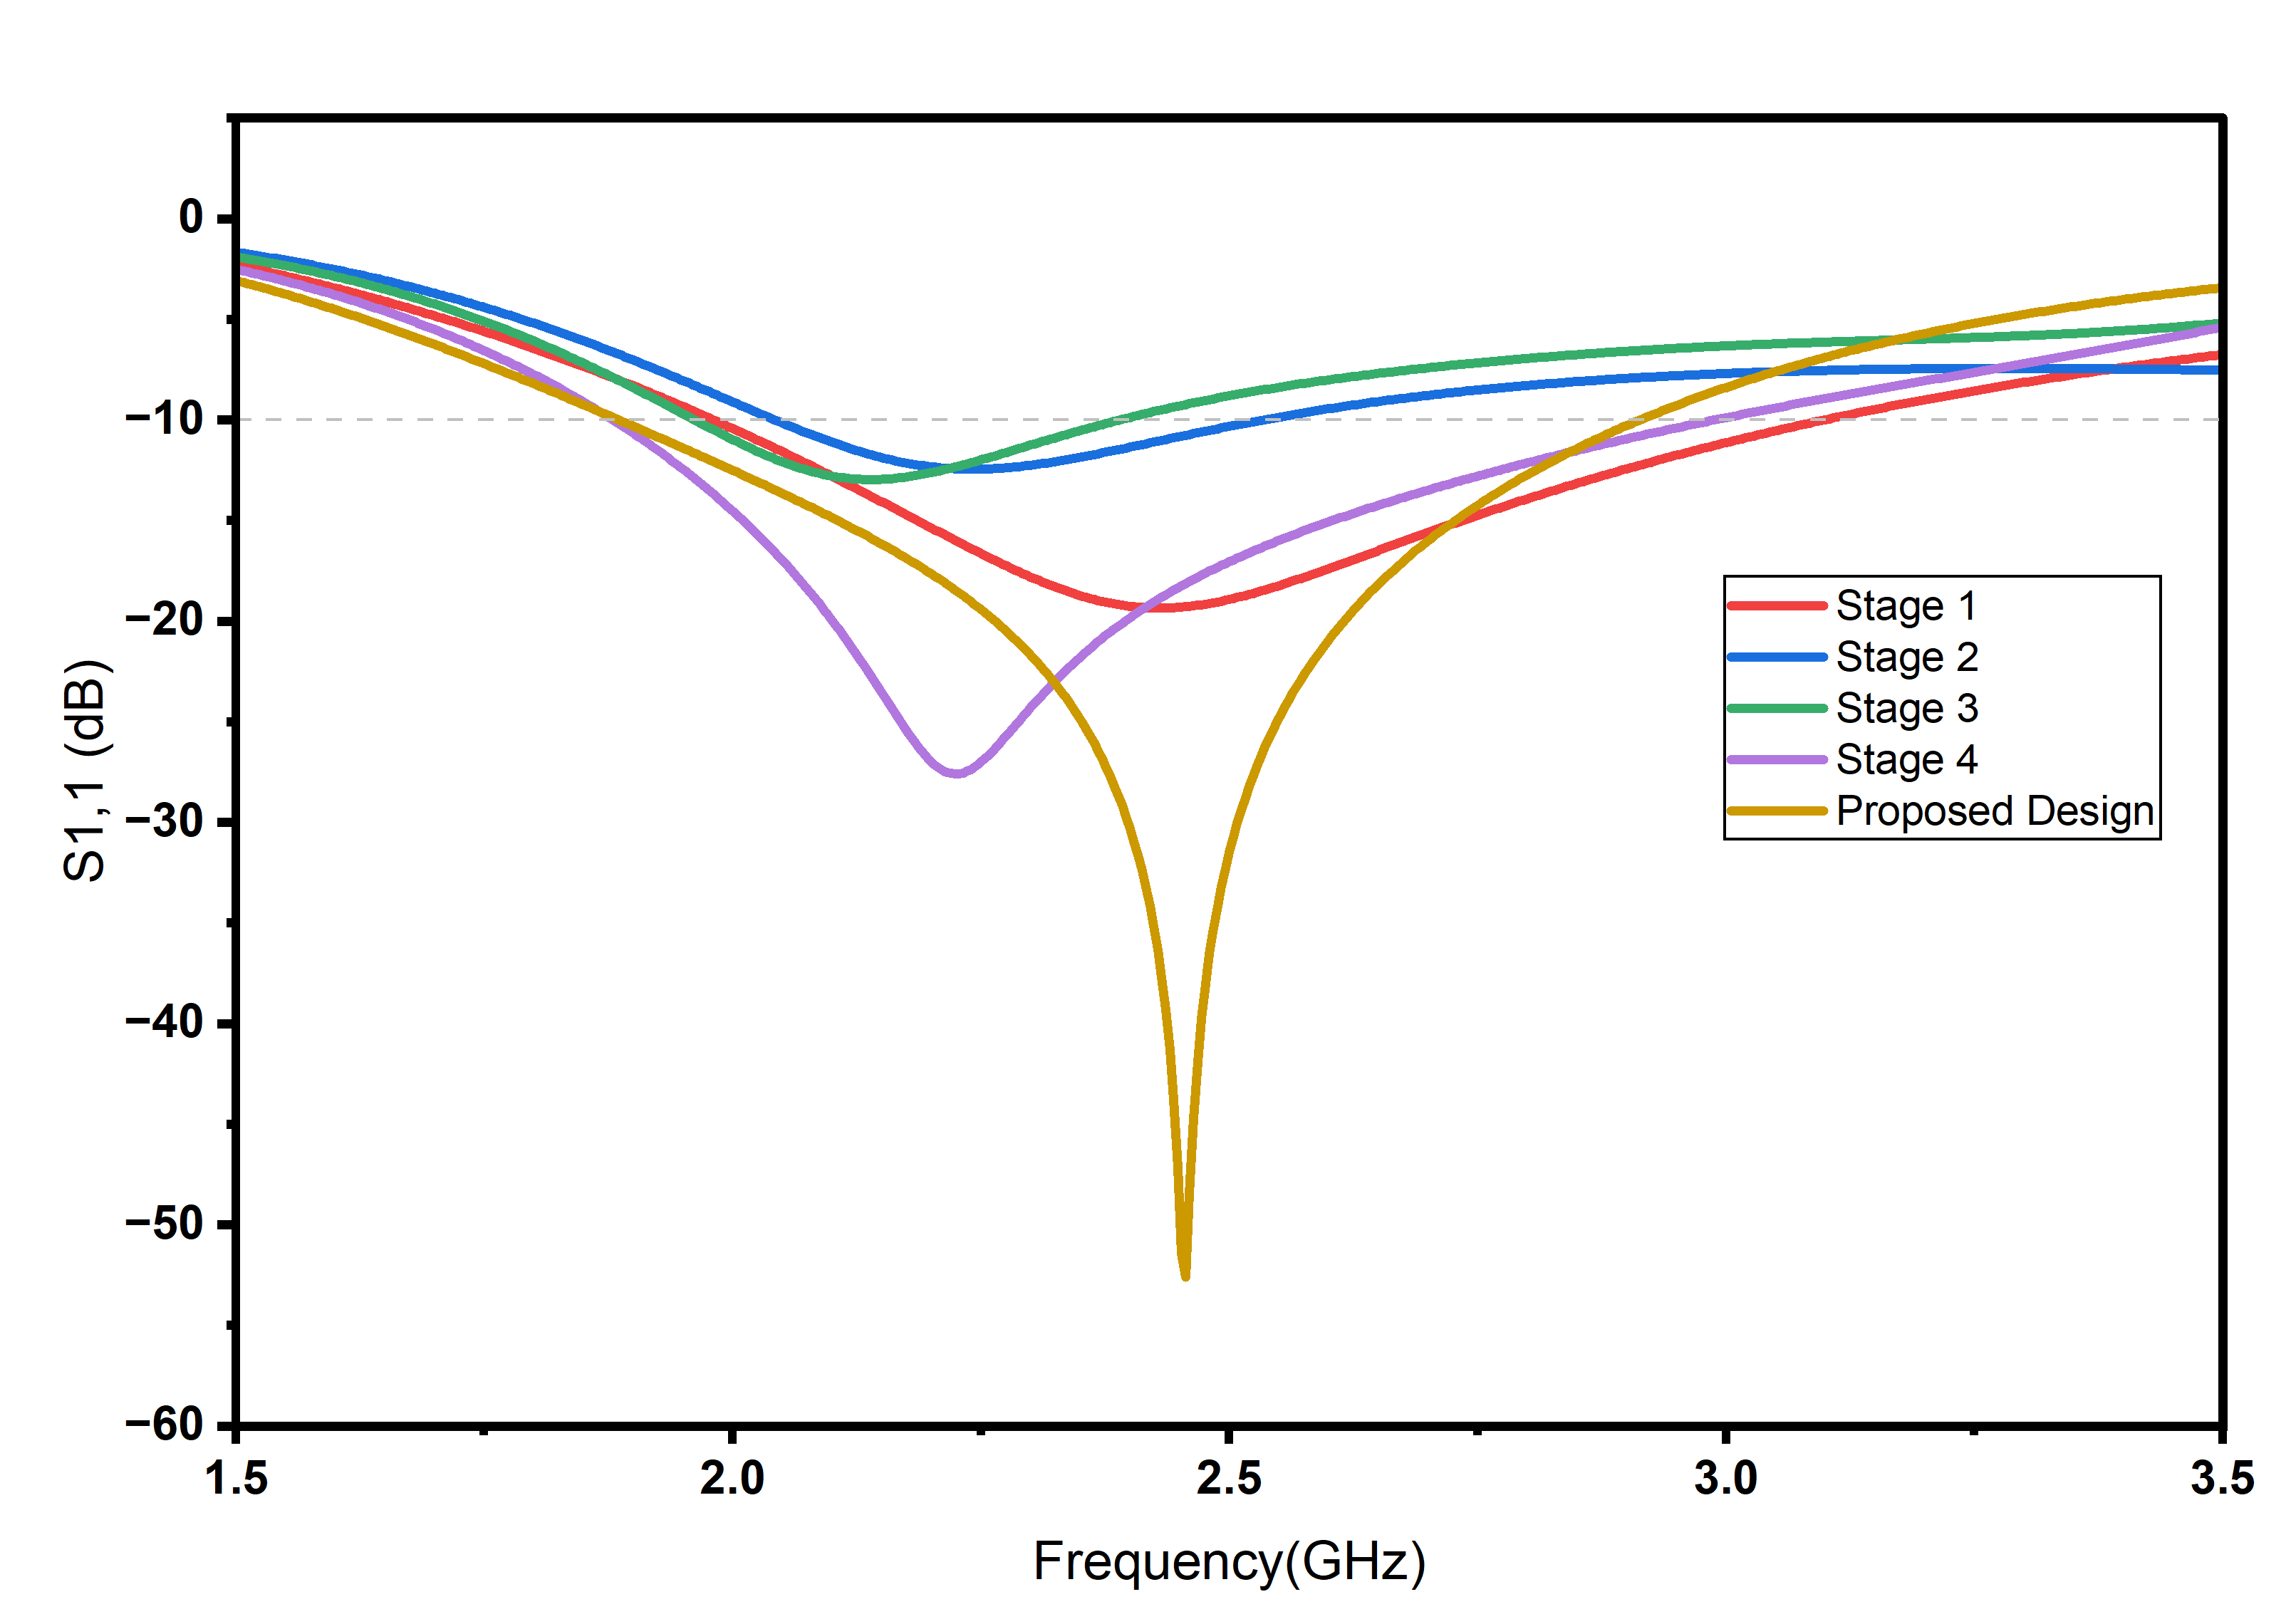 0
−10
−20
−30
−40
−50
−60
S1,1 (dB)
Stage 1
Stage 2
Stage 3
Stage 4
Proposed Design
1.5 2.0 2.5 3.0 3.5
Frequency(GHz)